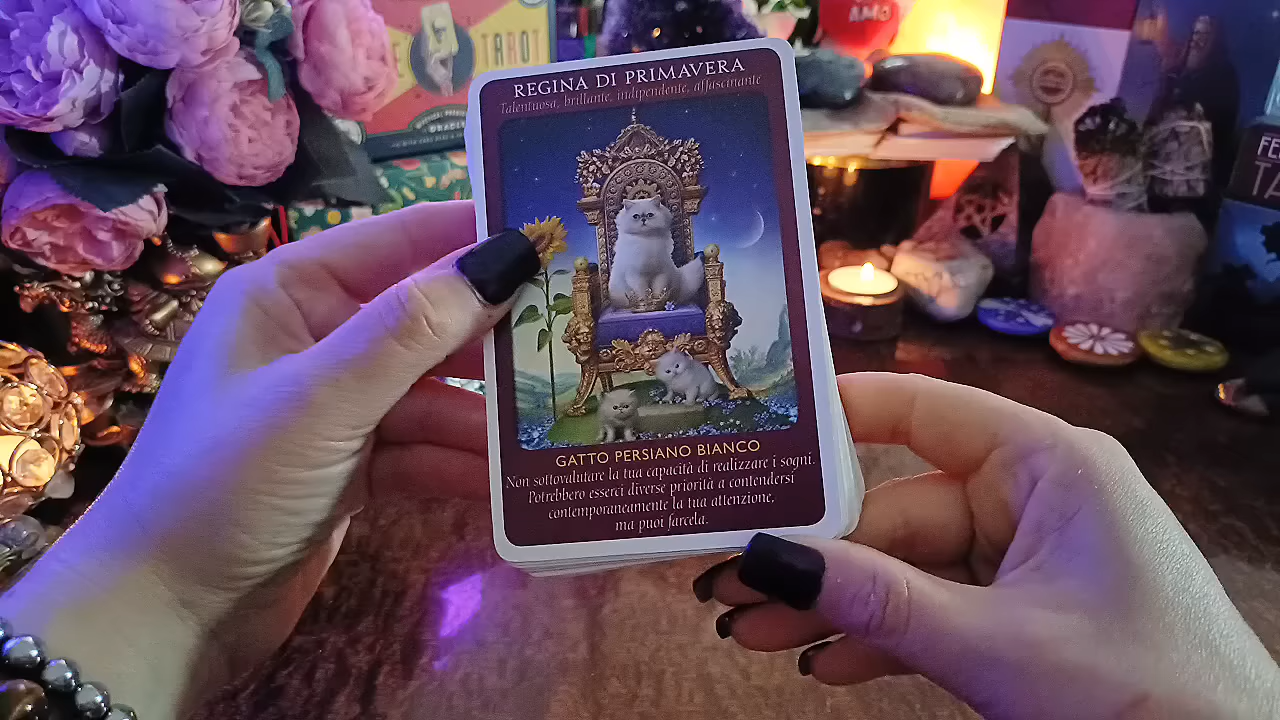 AMO
TAROT
REGINA DI PRIMAVERA
Talentuosa, brillante, indipendente, affascinante
GATTO PERSIANO BIANCO
Non sottovalutare la tua capacità di realizzare i sogni.
Potrebbero esserci diverse priorità a contendersi
contemporaneamente la tua attenzione,
ma puoi farcela.